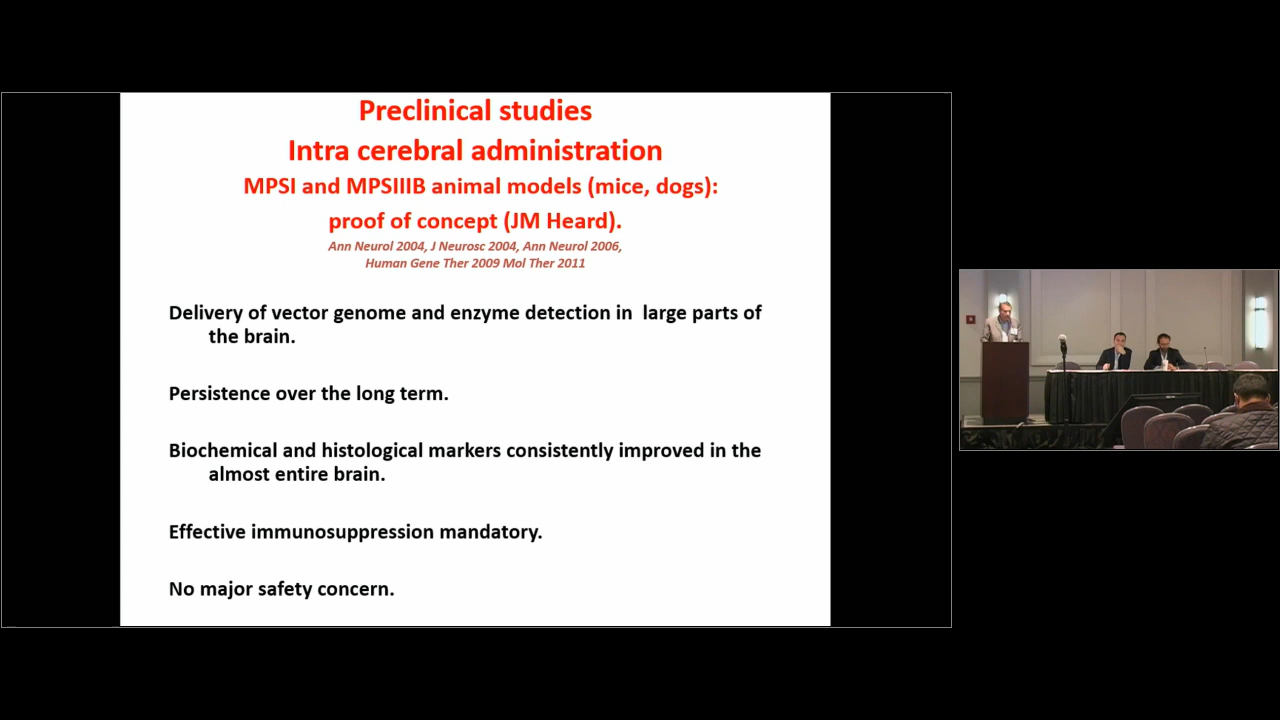 Preclinical studies
Intra cerebral administration
MPSI and MPSIIIB animal models (mice, dogs):
proof of concept (JM Heard).
Ann Neurol 2004, J Neurosc 2004, Ann Neurol 2006,
Human Gene Ther 2009 Mol Ther 2011
Delivery of vector genome and enzyme detection in large parts of
the brain.
Persistence over the long term.
Biochemical and histological markers consistently improved in the
almost entire brain.
Effective immunosuppression mandatory.
No major safety concern.